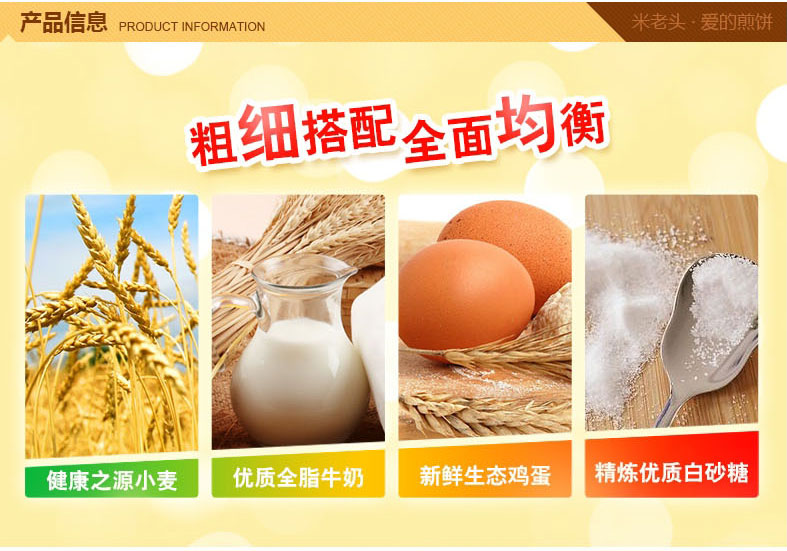 产品信息 PRODUCT INFORMATION
米老头·爱的煎饼
粗细搭配 全面均衡
健康之源小麦
优质全脂牛奶
新鲜生态鸡蛋
精炼优质白砂糖